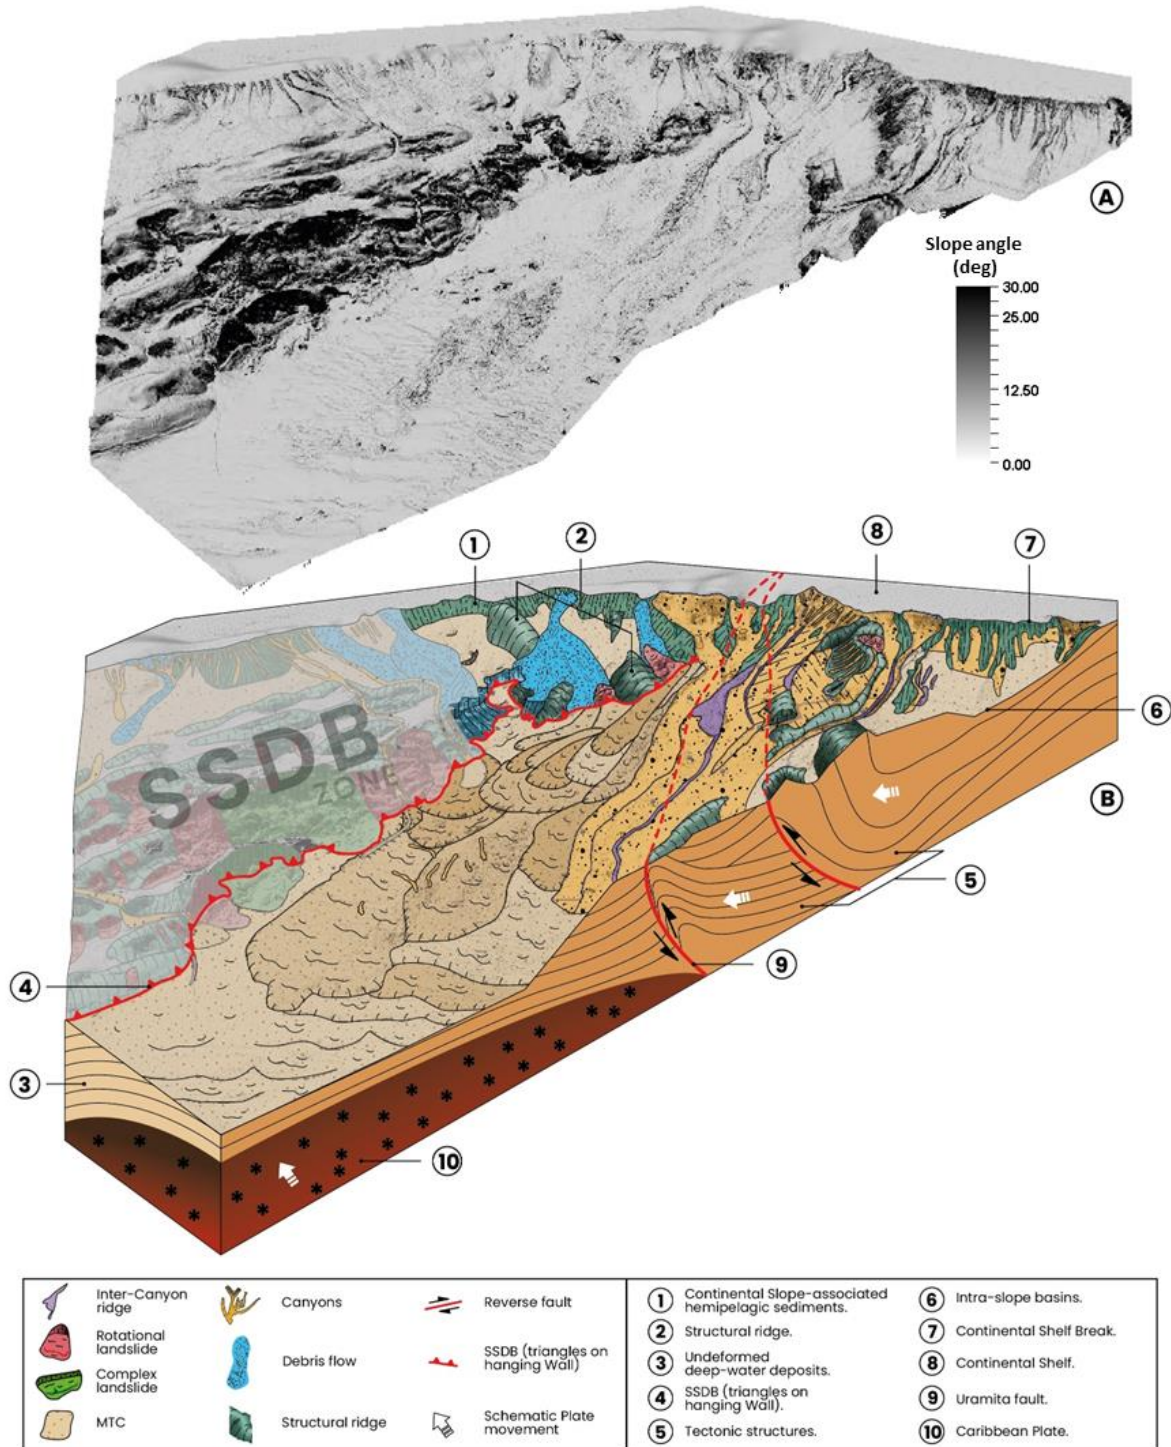 A
Slope angle
(deg)
30.00
25.00
12.50
0.00
1
2
8
7
SSDB
ZONE
6
B
5
4
9
3
10
Inter-Canyon
ridge
Rotational
landslide
Complex
landslide
MTC
Canyons
Debris flow
Structural ridge
Reverse fault
SSDB (triangles on
hanging Wall)
Schematic Plate
movement
1 Continental Slope-associated
hemipelagic sediments.
2 Structural ridge.
3 Undeformed
deep-water deposits.
4 SSDB (triangles on
hanging Wall).
5 Tectonic structures.
6 Intra-slope basins.
7 Continental Shelf Break.
8 Continental Shelf.
9 Uramita fault.
10 Caribbean Plate.